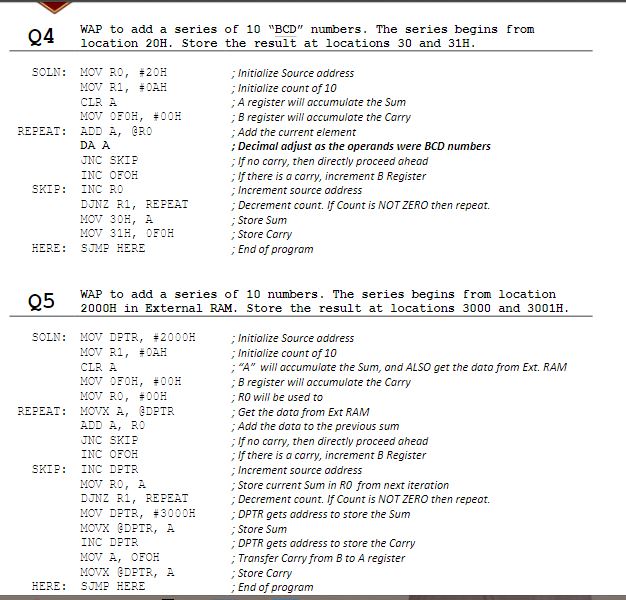 Q4 WAP to add a series of 10 “BCD” numbers. The series begins from
location 20H. Store the result at locations 30 and 31H.
SOLN: MOV R0, #20H ; Initialize Source address
MOV R1, #0AH ; Initialize count of 10
CLR A ; A register will accumulate the Sum
MOV 0F0H, #00H ; B register will accumulate the Carry
REPEAT: ADD A, @R0 ; Add the current element
DA A ; Decimal adjust as the operands were BCD numbers
JNC SKIP ; If no carry, then directly proceed ahead
INC 0F0H ; If there is a carry, increment B Register
SKIP: INC R0 ; Increment source address
DJNZ R1, REPEAT ; Decrement count. If Count is NOT ZERO then repeat.
MOV 30H, A ; Store Sum
MOV 31H, 0F0H ; Store Carry
HERE: SJMP HERE ; End of program
Q5 WAP to add a series of 10 numbers. The series begins from location
2000H in External RAM. Store the result at locations 3000 and 3001H.
SOLN: MOV DPTR, #2000H ; Initialize Source address
MOV R1, #0AH ; Initialize count of 10
CLR A ; “A” will accumulate the Sum, and ALSO get the data from Ext. RAM
MOV 0F0H, #00H ; B register will accumulate the Carry
MOV R0, #00H ; R0 will be used to
REPEAT: MOVX A, @DPTR ; Get the data from Ext RAM
ADD A, R0 ; Add the data to the previous sum
JNC SKIP ; If no carry, then directly proceed ahead
INC 0F0H ; If there is a carry, increment B Register
SKIP: INC DPTR ; Increment source address
MOV R0, A ; Store current Sum in R0 from next iteration
DJNZ R1, REPEAT ; Decrement count. If Count is NOT ZERO then repeat.
MOV DPTR, #3000H ; DPTR gets address to store the Sum
MOVX @DPTR, A ; Store Sum
INC DPTR ; DPTR gets address to store the Carry
MOV A, 0F0H ; Transfer Carry from B to A register
MOVX @DPTR, A ; Store Carry
HERE: SJMP HERE ; End of program